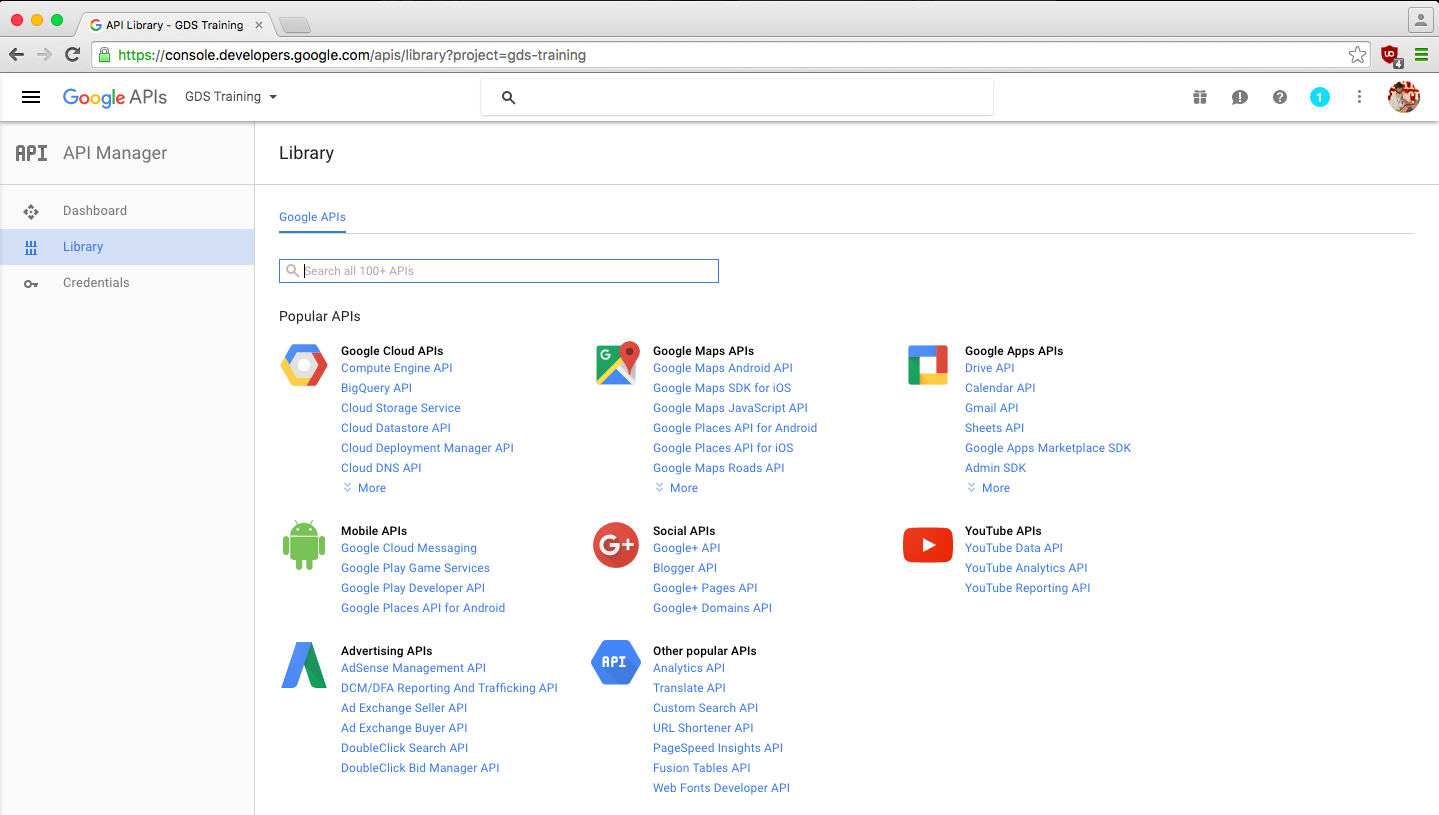 API Library - GDS Training
https://console.developers.google.com/apis/library?project=gds-training
4
Google APIs
GDS Training
1
API
API Manager
Library
Dashboard
Library
Credentials
Google APIs
Search all 100+ APIs
Popular APIs
Google Cloud APIs
Compute Engine API
BigQuery API
Cloud Storage Service
Cloud Datastore API
Cloud Deployment Manager API
Cloud DNS API
More
G
Google Maps APIs
Google Maps Android API
Google Maps SDK for iOS
Google Maps JavaScript API
Google Places API for Android
Google Places API for iOS
Google Maps Roads API
More
Google Apps APIs
Drive API
Calendar API
Gmail API
Sheets API
Google Apps Marketplace SDK
Admin SDK
More
Mobile APIs
Google Cloud Messaging
Google Play Game Services
Google Play Developer API
Google Places API for Android
G+
Social APIs
Google+ API
Blogger API
Google+ Pages API
Google+ Domains API
YouTube APIs
YouTube Data API
YouTube Analytics API
YouTube Reporting API
Advertising APIs
AdSense Management API
DCM/DFA Reporting And Trafficking API
Ad Exchange Seller API
Ad Exchange Buyer API
DoubleClick Search API
DoubleClick Bid Manager API
API
Other popular APIs
Analytics API
Translate API
Custom Search API
URL Shortener API
PageSpeed Insights API
Fusion Tables API
Web Fonts Developer API